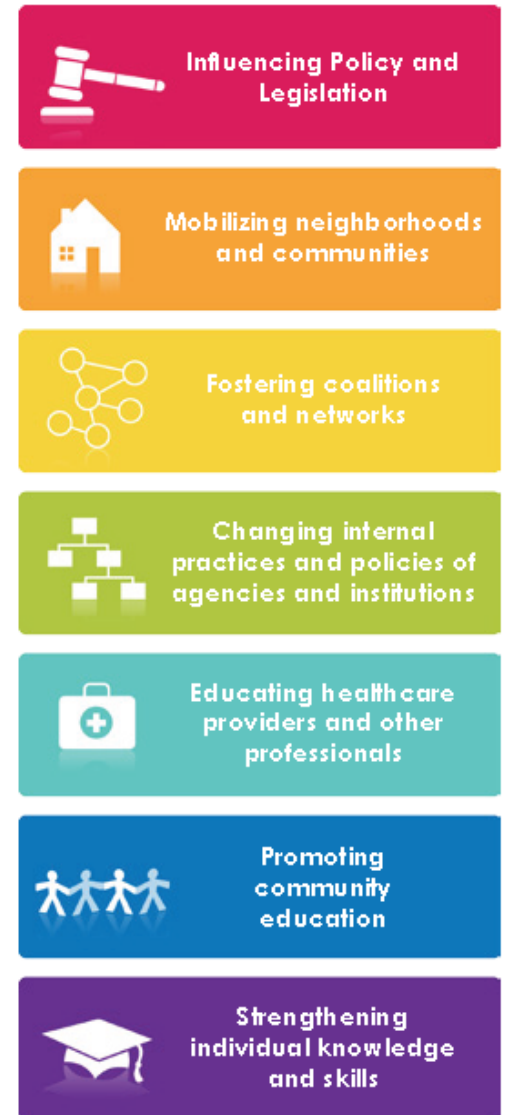 Influencing Policy and
Legislation
Mobilizing neighborhoods
and communities
Fostering coalitions
and networks
Changing internal
practices and policies of
agencies and institutions
Educating healthcare
providers and other
professionals
Promoting
community
education
Strengthening
individual knowledge
and skills